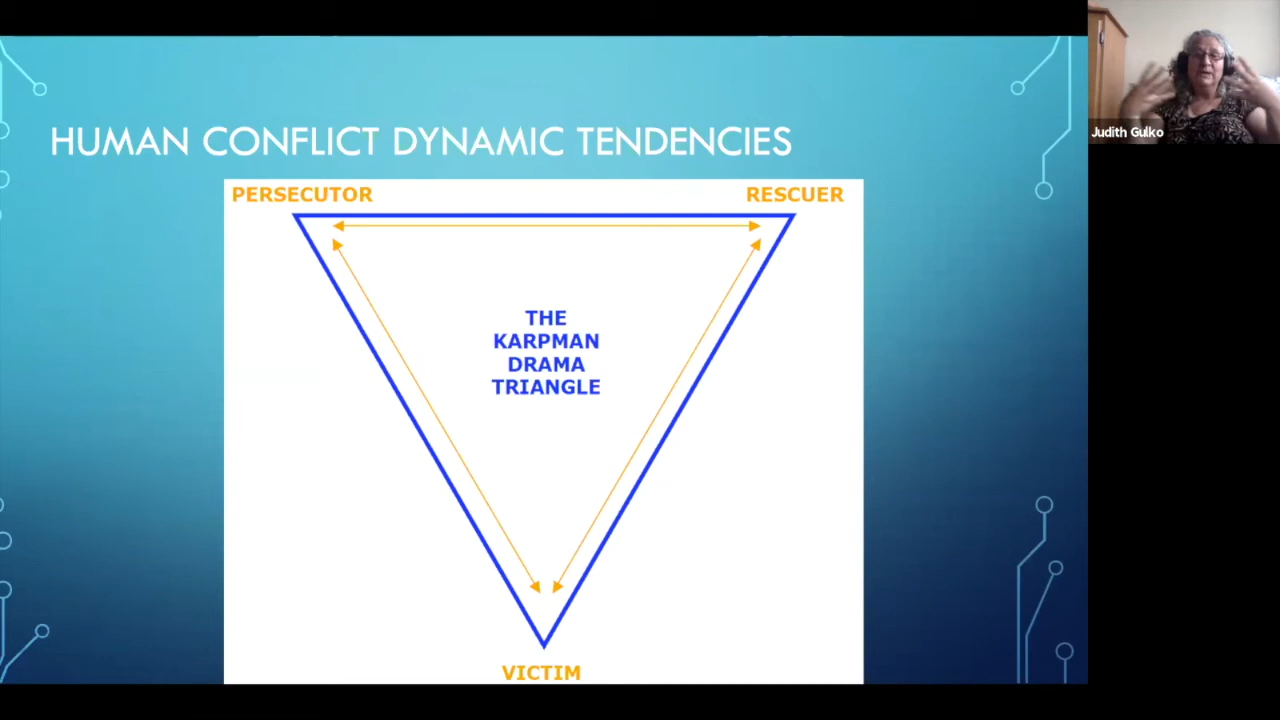 HUMAN CONFLICT DYNAMIC TENDENCIES
PERSECUTOR
RESCUER
THE
KARPMAN
DRAMA
TRIANGLE
VICTIM
Judith Gulko